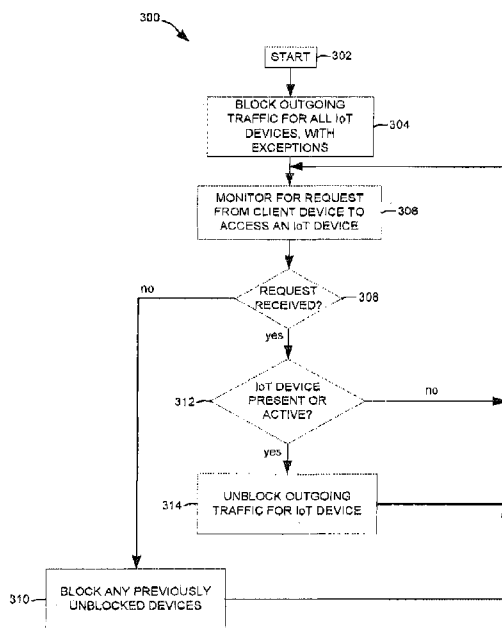 300
START
302
BLOCK OUTGOING
TRAFFIC FOR ALL IoT
DEVICES, WITH
EXCEPTIONS
304
MONITOR FOR REQUEST
FROM CLIENT DEVICE TO
ACCESS AN IoT DEVICE
306
no
REQUEST
RECEIVED?
308
yes
312
IoT DEVICE
PRESENT OR
ACTIVE?
no
yes
314
UNBLOCK OUTGOING
TRAFFIC FOR IoT DEVICE
310
BLOCK ANY PREVIOUSLY
UNBLOCKED DEVICES